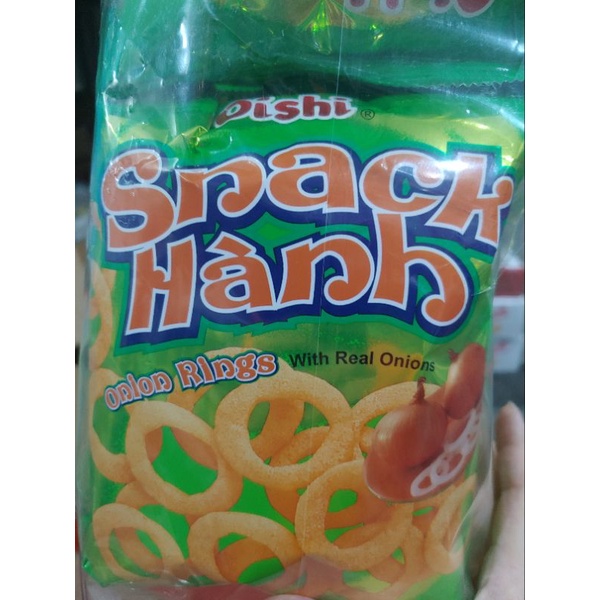 Oishi®
Snack
Hành
Onion Rings With Real Onions